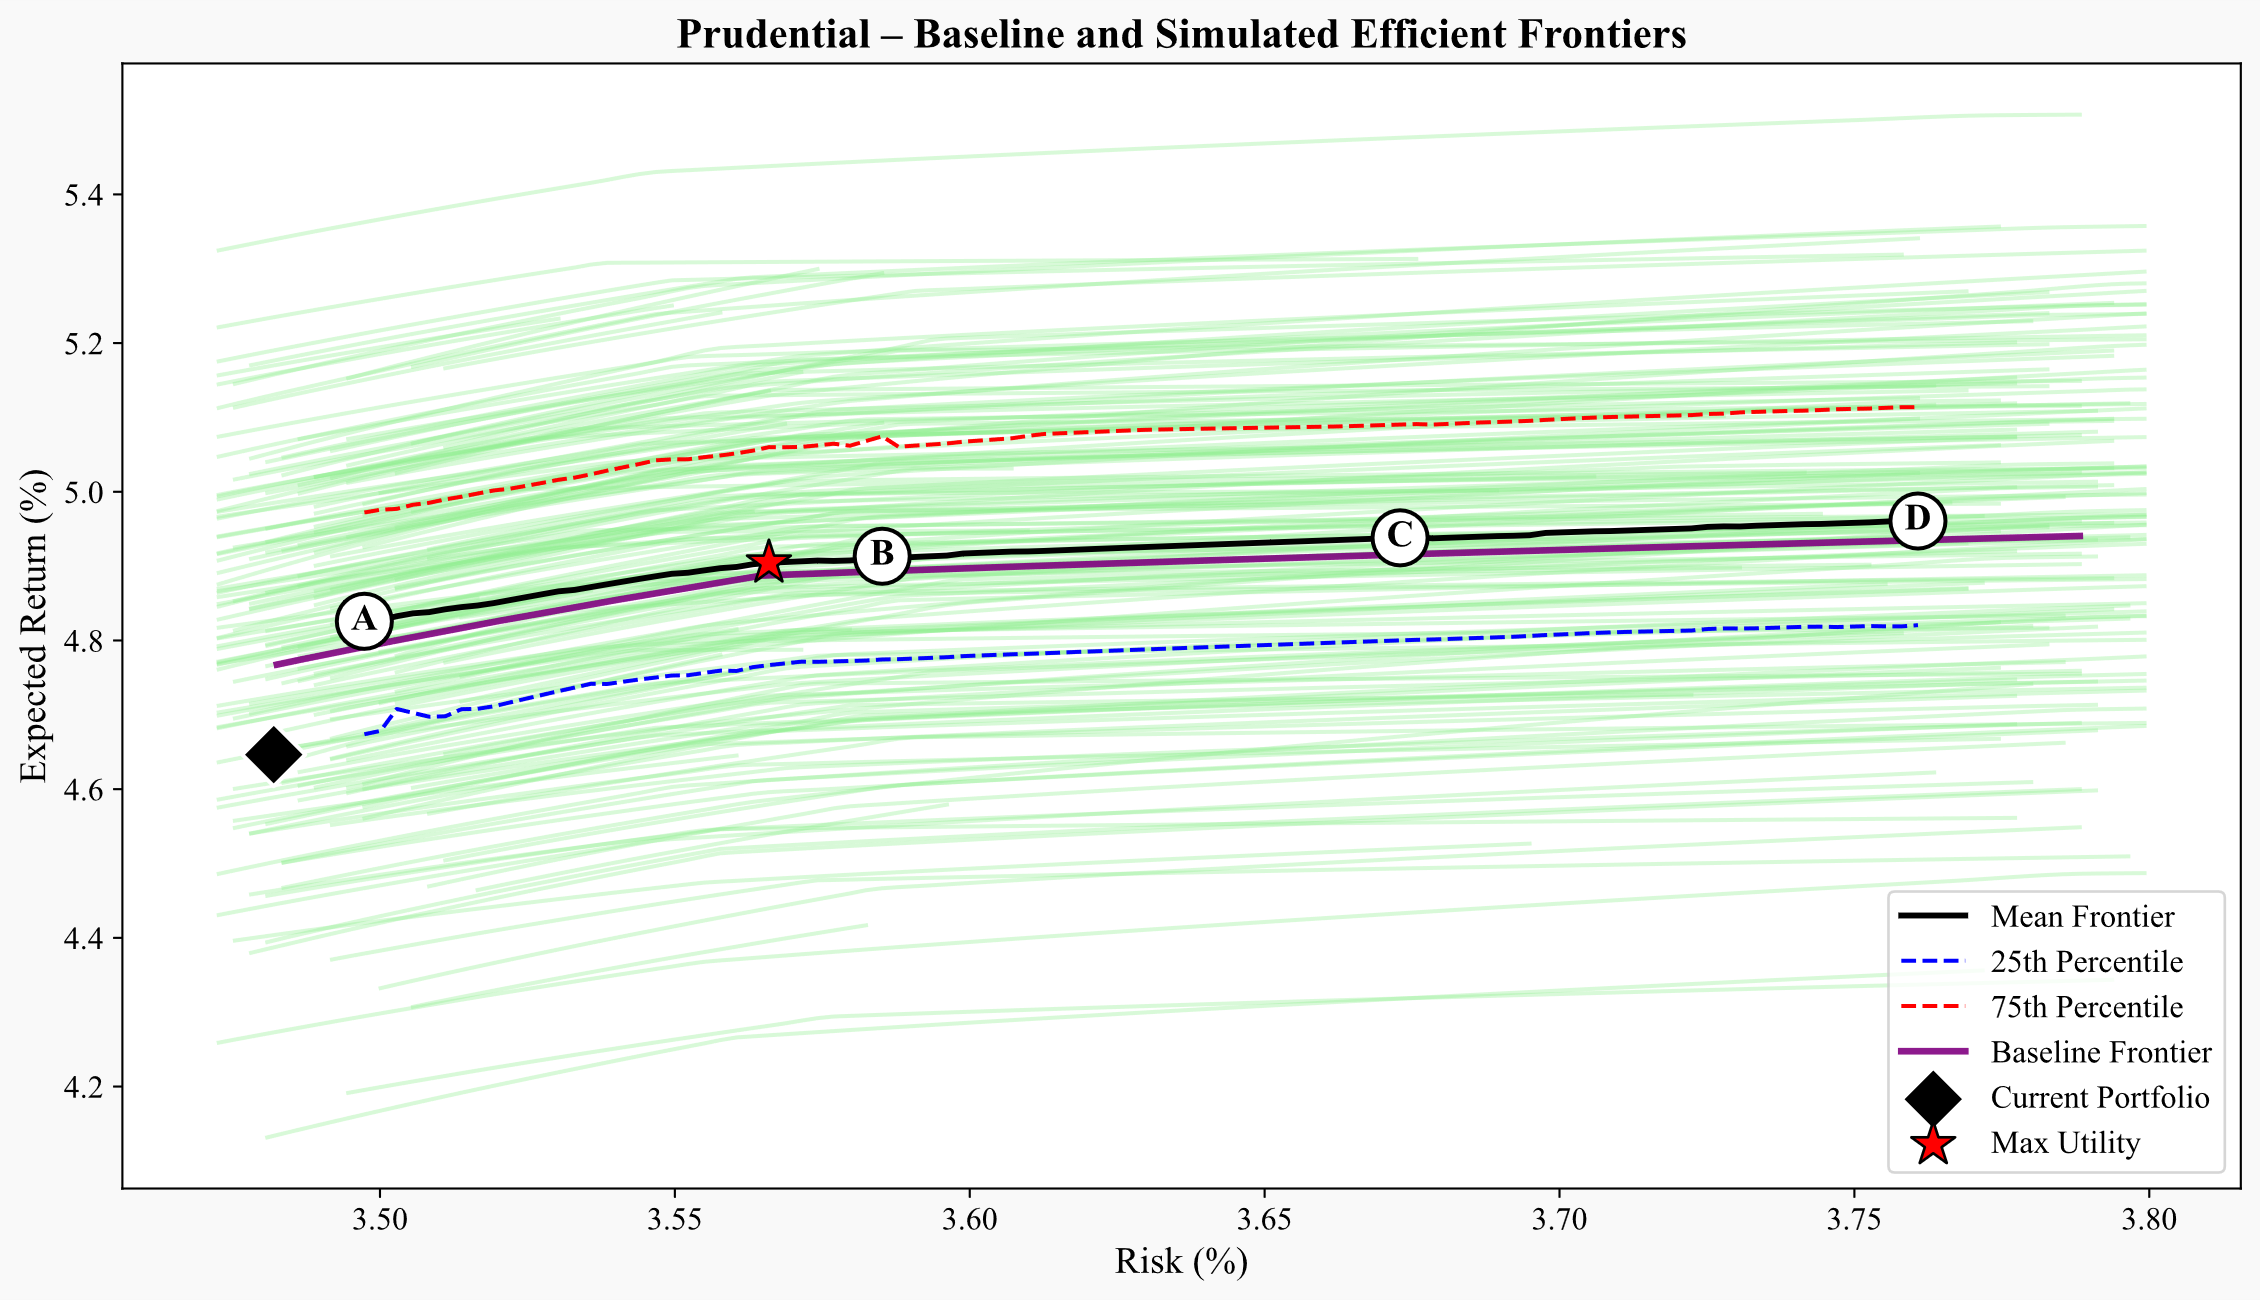 Prudential – Baseline and Simulated Efficient Frontiers
Expected Return (%)
5.4
5.2
5.0
4.8
4.6
4.4
4.2
A
B
C
D
Mean Frontier
25th Percentile
75th Percentile
Baseline Frontier
Current Portfolio
Max Utility
3.50
3.55
3.60
3.65
3.70
3.75
3.80
Risk (%)